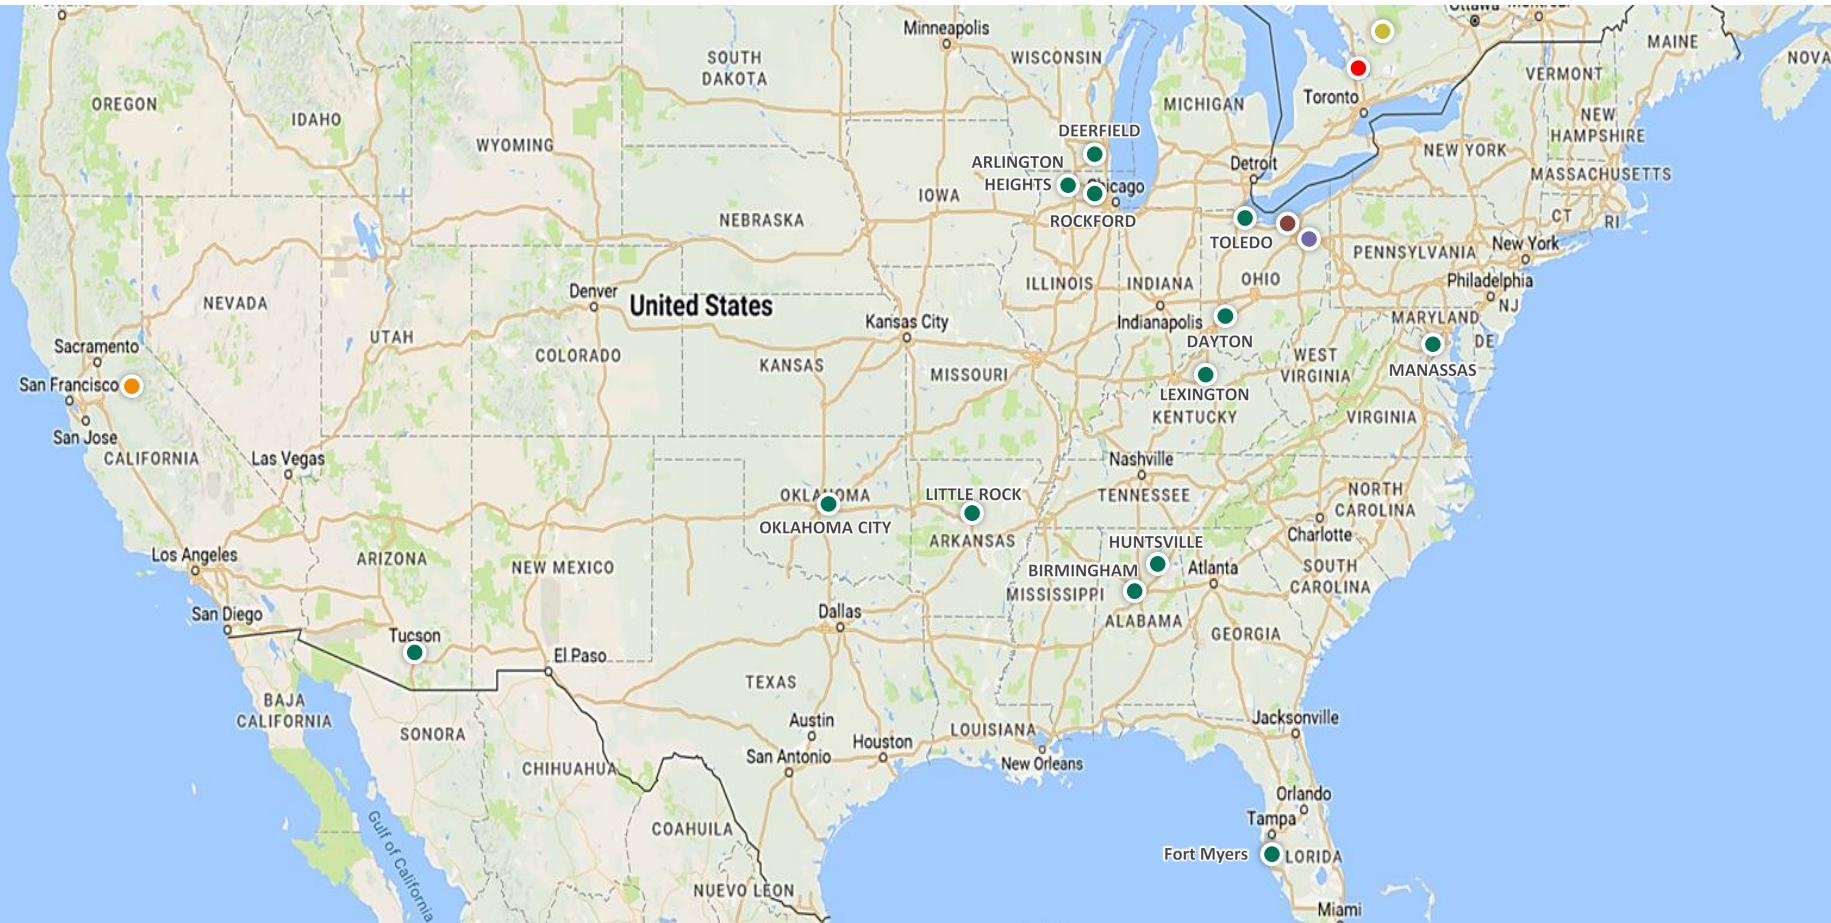 Ottawa
Minneapolis
MAINE
WISCONSIN
SOUTH
DAKOTA
NOVA
VERMONT
OREGON
MICHIGAN
Toronto
IDAHO
NEW
HAMPSHIRE
DEERFIELD
WYOMING
NEW YORK
ARLINGTON
HEIGHTS
Detroit
MASSACHUSETTS
Chicago
IOWA
NEBRASKA
ROCKFORD
CT
RI
TOLEDO
New York
PENNSYLVANIA
OHIO
ILLINOIS
INDIANA
Philadelphia
Denver
NEVADA
United States
NJ
Kansas City
Indianapolis
MARYLAND
UTAH
DAYTON
DE
Sacramento
COLORADO
WEST
VIRGINIA
KANSAS
MISSOURI
MANASSAS
San Francisco
LEXINGTON
KENTUCKY
VIRGINIA
San Jose
CALIFORNIA
Las Vegas
Nashville
OKLAHOMA
LITTLE ROCK
TENNESSEE
NORTH
CAROLINA
OKLAHOMA CITY
Charlotte
ARKANSAS
HUNTSVILLE
Los Angeles
ARIZONA
NEW MEXICO
BIRMINGHAM
Atlanta
SOUTH
CAROLINA
MISSISSIPPI
San Diego
Dallas
ALABAMA
Tucson
GEORGIA
El Paso
TEXAS
BAJA
CALIFORNIA
Austin
Jacksonville
SONORA
LOUISIANA
Houston
San Antonio
New Orleans
CHIHUAHUA
Orlando
Tampa
COAHUILA
Gulf of California
Fort Myers
LORIDA
NUEVO LEON
Miami